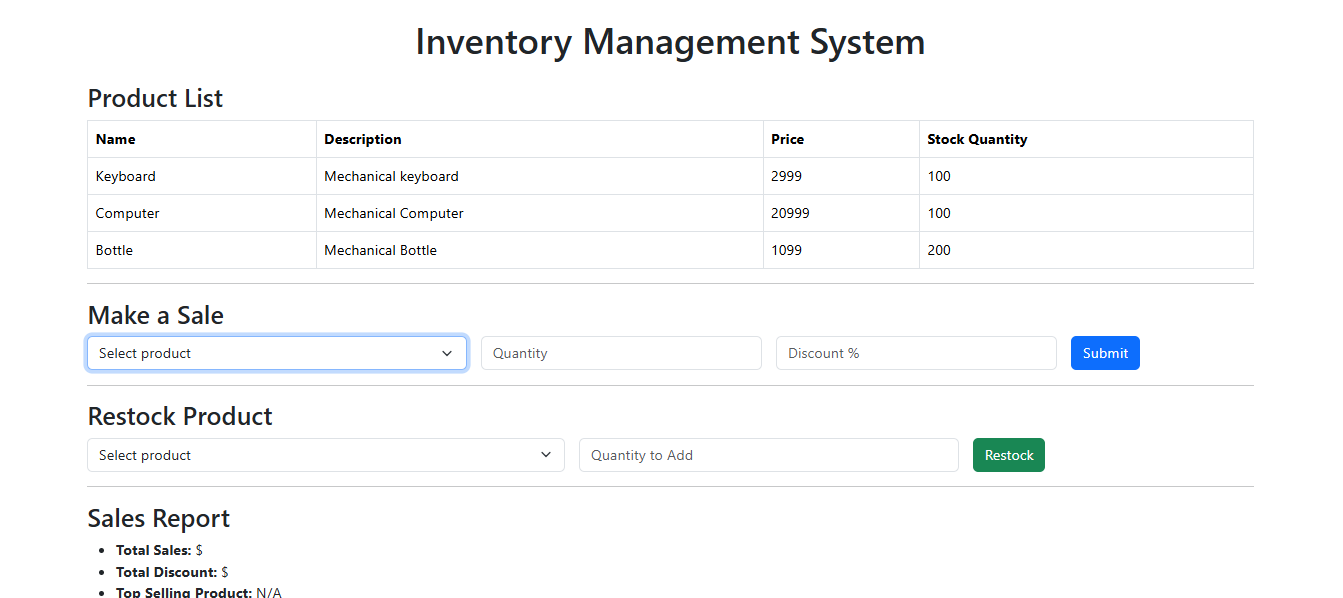 Inventory Management System
Product List
Name Description Price Stock Quantity
Keyboard Mechanical keyboard 2999 100
Computer Mechanical Computer 20999 100
Bottle Mechanical Bottle 1099 200
Make a Sale
Select product Quantity Discount % Submit
Restock Product
Select product Quantity to Add Restock
Sales Report
Total Sales: $
Total Discount: $
Top Selling Product: N/A